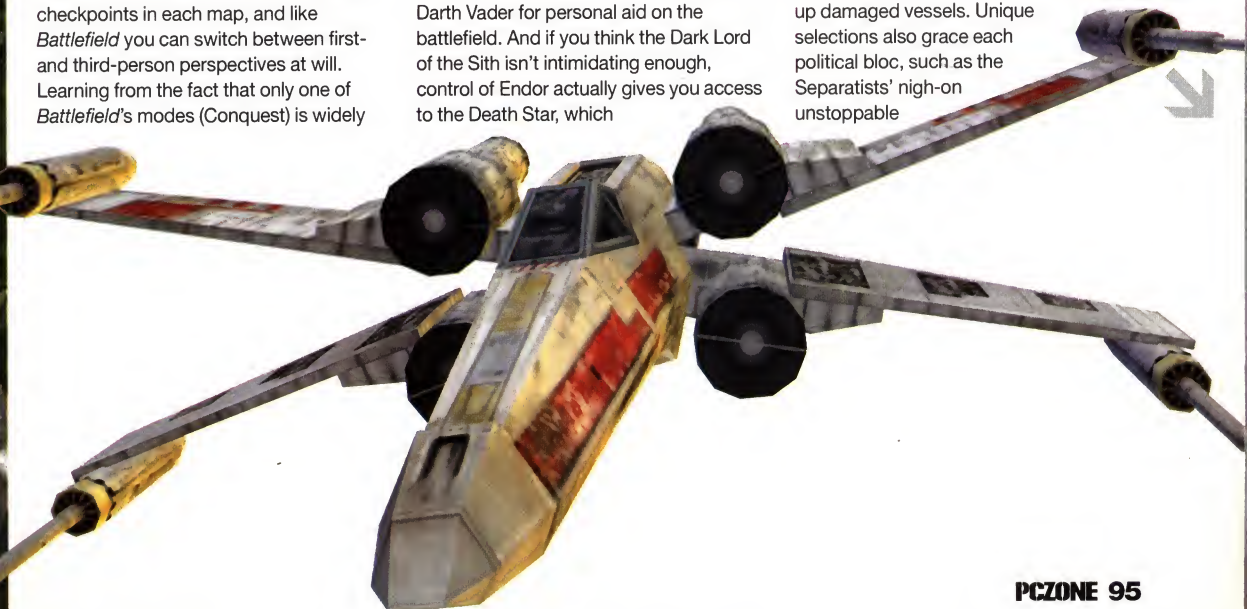 checkpoints in each map, and like
Battlefield you can switch between first-
and third-person perspectives at will.
Learning from the fact that only one of
Battlefield's modes (Conquest) is widely
Darth Vader for personal aid on the
battlefield. And if you think the Dark Lord
of the Sith isn't intimidating enough,
control of Endor actually gives you access
to the Death Star, which
up damaged vessels. Unique
selections also grace each
political bloc, such as the
Separatists' nigh-on
unstoppable
PCZONE 95